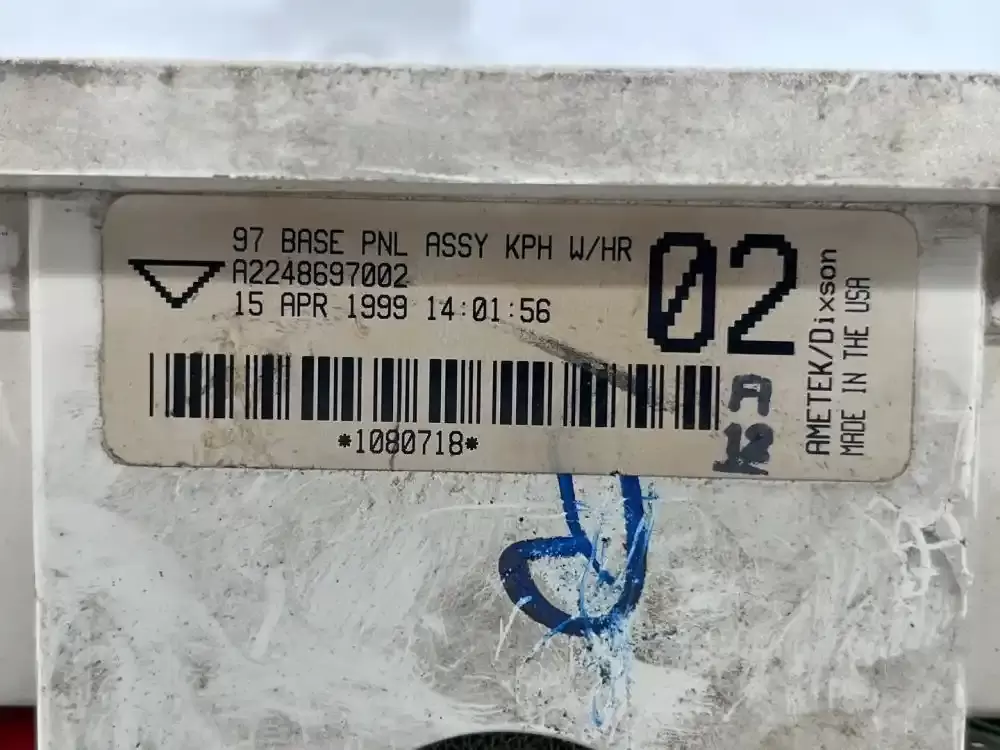 97 BASE PNL ASSY KPH W/HR
A2248697002
15 APR 1999 14:01:56
02
*1080718*
A
12
AMETEK/Dixson
MADE IN THE USA